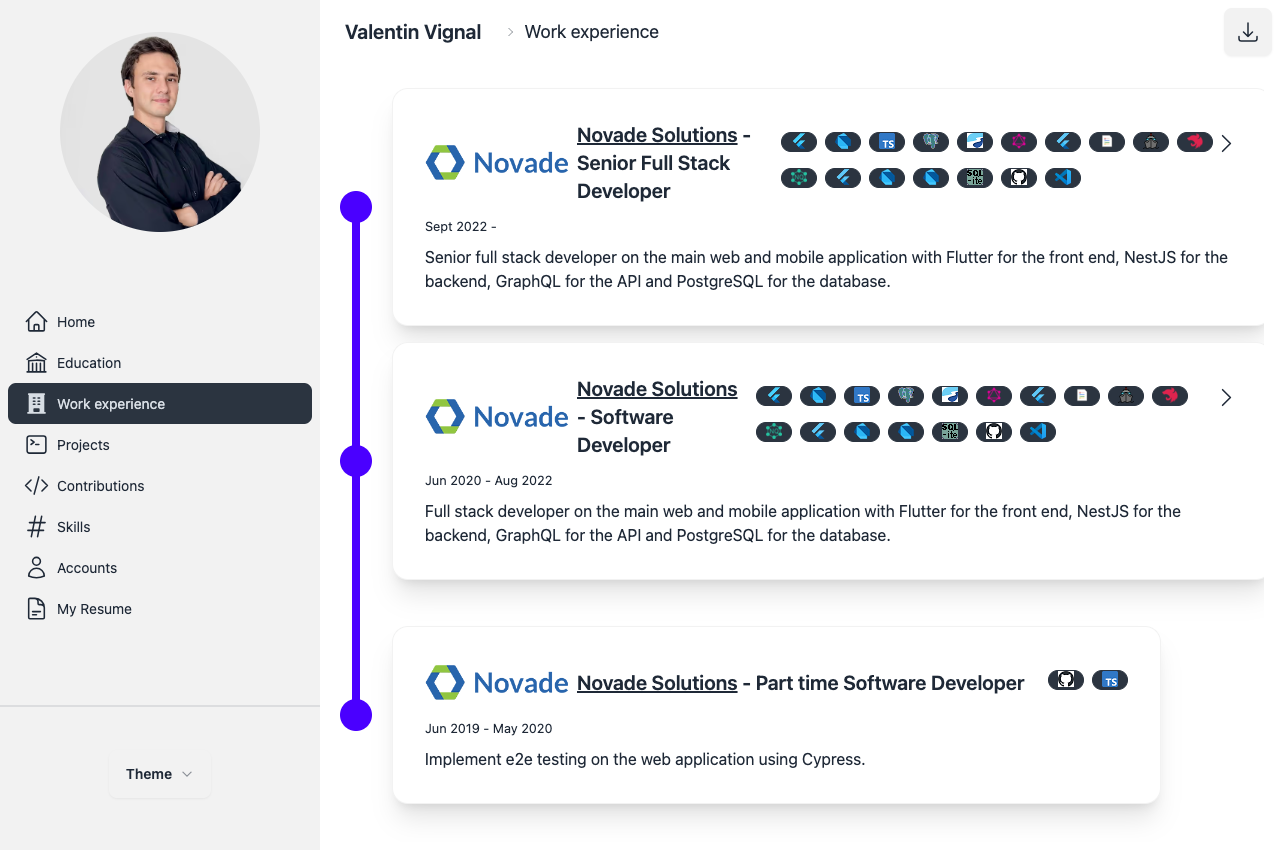 Valentin Vignal
Work experience
Home
Education
Work experience
Projects
Contributions
Skills
Accounts
My Resume
Theme
Novade
Novade Solutions -
Senior Full Stack
Developer
TS
SQL
-ite
Sept 2022 -
Senior full stack developer on the main web and mobile application with Flutter for the front end, NestJS for the
backend, GraphQL for the API and PostgreSQL for the database.
Novade
Novade Solutions
- Software
Developer
TS
SQL
-ite
Jun 2020 - Aug 2022
Full stack developer on the main web and mobile application with Flutter for the front end, NestJS for the
backend, GraphQL for the API and PostgreSQL for the database.
Novade
Novade Solutions - Part time Software Developer
TS
Jun 2019 - May 2020
Implement e2e testing on the web application using Cypress.